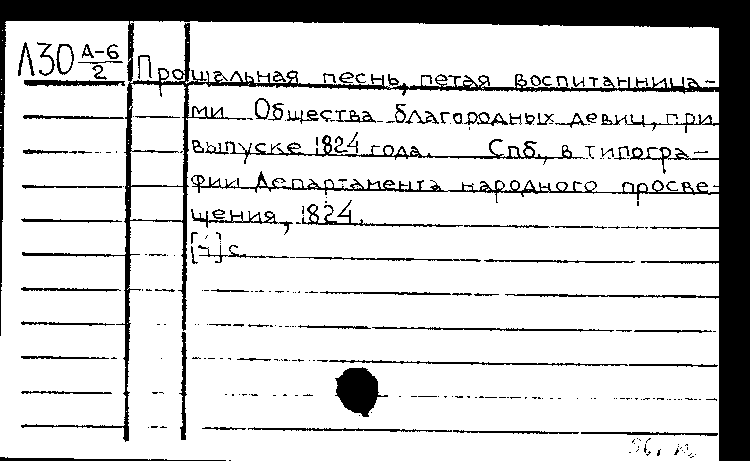 Л30 А-6/2
Прощальная песнь, петая воспитанница-
ми Общества благородных девиц, при
выпуске 1824 года. Спб., в типогра-
фии Департамента народного просве-
щения, 1824.
[4] с.